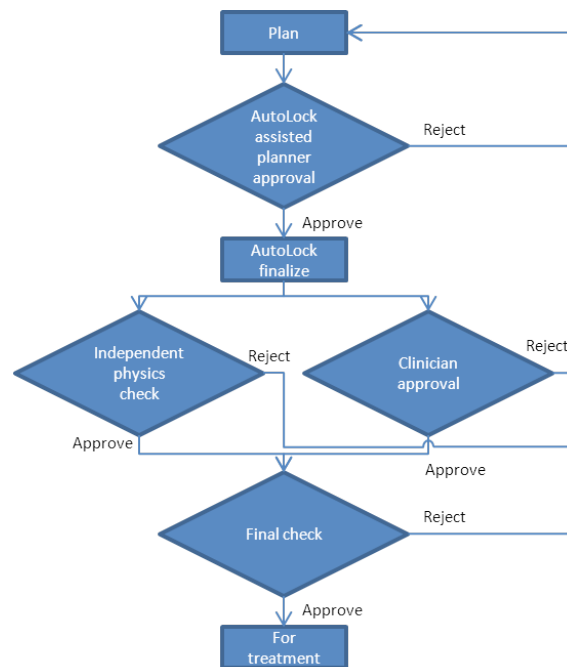 Plan
AutoLock
assisted
planner
approval
Reject
Approve
AutoLock
finalize
Independent
physics
check
Reject
Clinician
approval
Reject
Approve
Approve
Final check
Reject
Approve
For
treatment